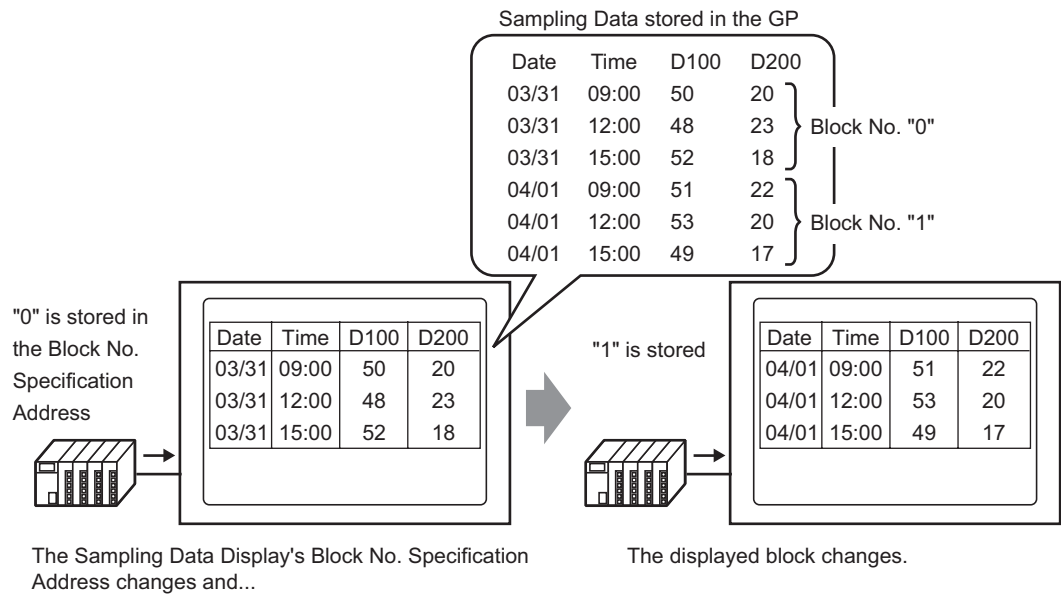 Sampling Data stored in the GP
Date Time D100 D200
03/31 09:00 50 20
03/31 12:00 48 23
03/31 15:00 52 18
Block No. "0"
04/01 09:00 51 22
04/01 12:00 53 20
04/01 15:00 49 17
Block No. "1"
"0" is stored in
the Block No.
Specification
Address
Date Time D100 D200
03/31 09:00 50 20
03/31 12:00 48 23
03/31 15:00 52 18
"1" is stored
Date Time D100 D200
04/01 09:00 51 22
04/01 12:00 53 20
04/01 15:00 49 17
The Sampling Data Display's Block No. Specification
Address changes and...
The displayed block changes.